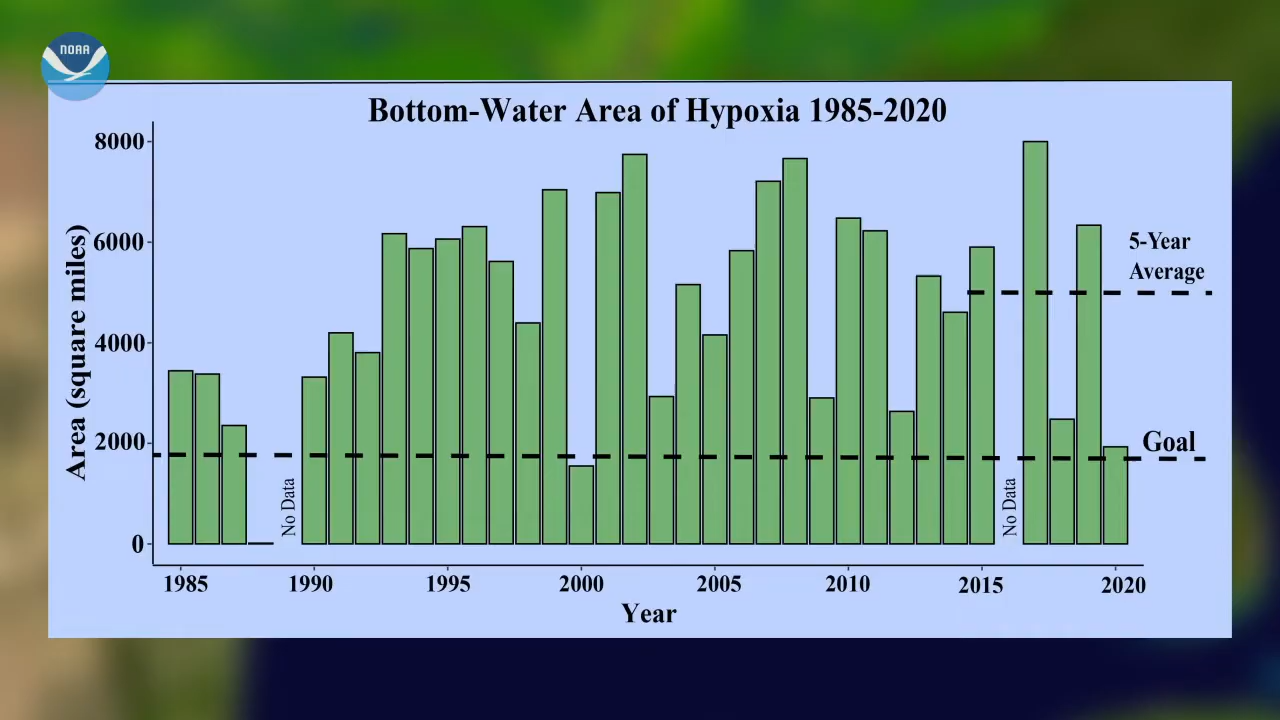 NOAA
Bottom-Water Area of Hypoxia 1985-2020
8000
6000
4000
2000
0
Area (square miles)
No Data
No Data
5-Year
Average
Goal
1985
1990
1995
2000
2005
2010
2015
2020
Year